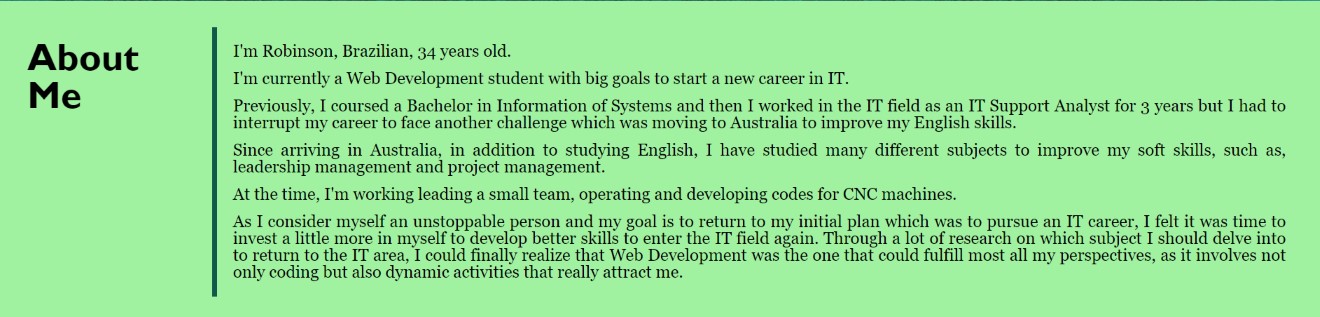 About
Me
I'm Robinson, Brazilian, 34 years old.
I'm currently a Web Development student with big goals to start a new career in IT.
Previously, I coursed a Bachelor in Information of Systems and then I worked in the IT field as an IT Support Analyst for 3 years but I had to
interrupt my career to face another challenge which was moving to Australia to improve my English skills.
Since arriving in Australia, in addition to studying English, I have studied many different subjects to improve my soft skills, such as,
leadership management and project management.
At the time, I'm working leading a small team, operating and developing codes for CNC machines.
As I consider myself an unstoppable person and my goal is to return to my initial plan which was to pursue an IT career, I felt it was time to
invest a little more in myself to develop better skills to enter the IT field again. Through a lot of research on which subject I should delve into
to return to the IT area, I could finally realize that Web Development was the one that could fulfill most all my perspectives, as it involves not
only coding but also dynamic activities that really attract me.